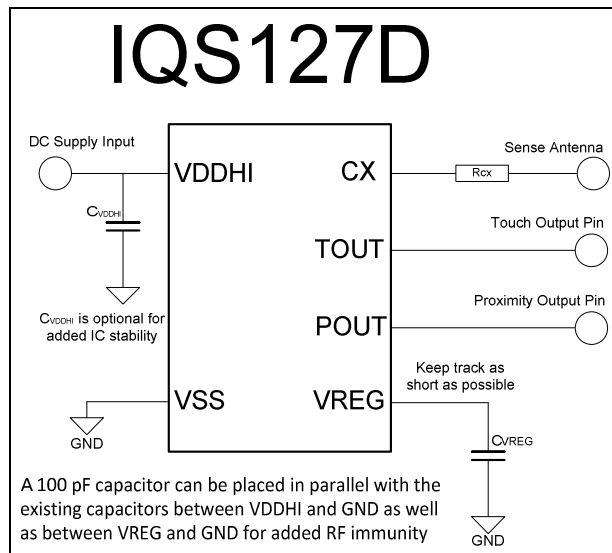 IQS127D
DC Supply Input
VDDHI
CX
Rcx
Sense Antenna
CVDDHI
TOUT
Touch Output Pin
CVDDHI is optional for
added IC stability
POUT
Proximity Output Pin
Keep track as
short as possible
VSS
VREG
GND
CVREG
A 100 pF capacitor can be placed in parallel with the
existing capacitors between VDDHI and GND as well
as between VREG and GND for added RF immunity
GND